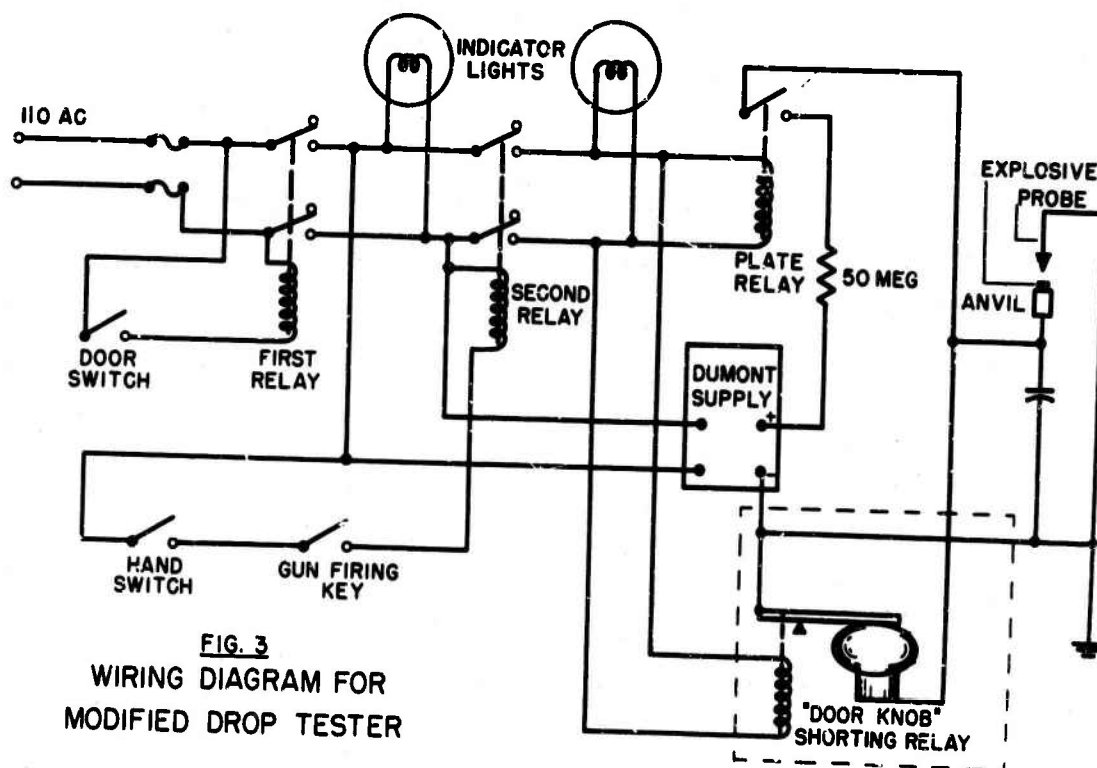 INDICATOR
LIGHTS
110 AC
EXPLOSIVE
PROBE
PLATE
RELAY
50 MEG
ANVIL
SECOND
RELAY
DOOR
SWITCH
FIRST
RELAY
DUMONT
SUPPLY
+
-
HAND
SWITCH
GUN FIRING
KEY
FIG. 3
WIRING DIAGRAM FOR
MODIFIED DROP TESTER
"DOOR KNOB"
SHORTING RELAY